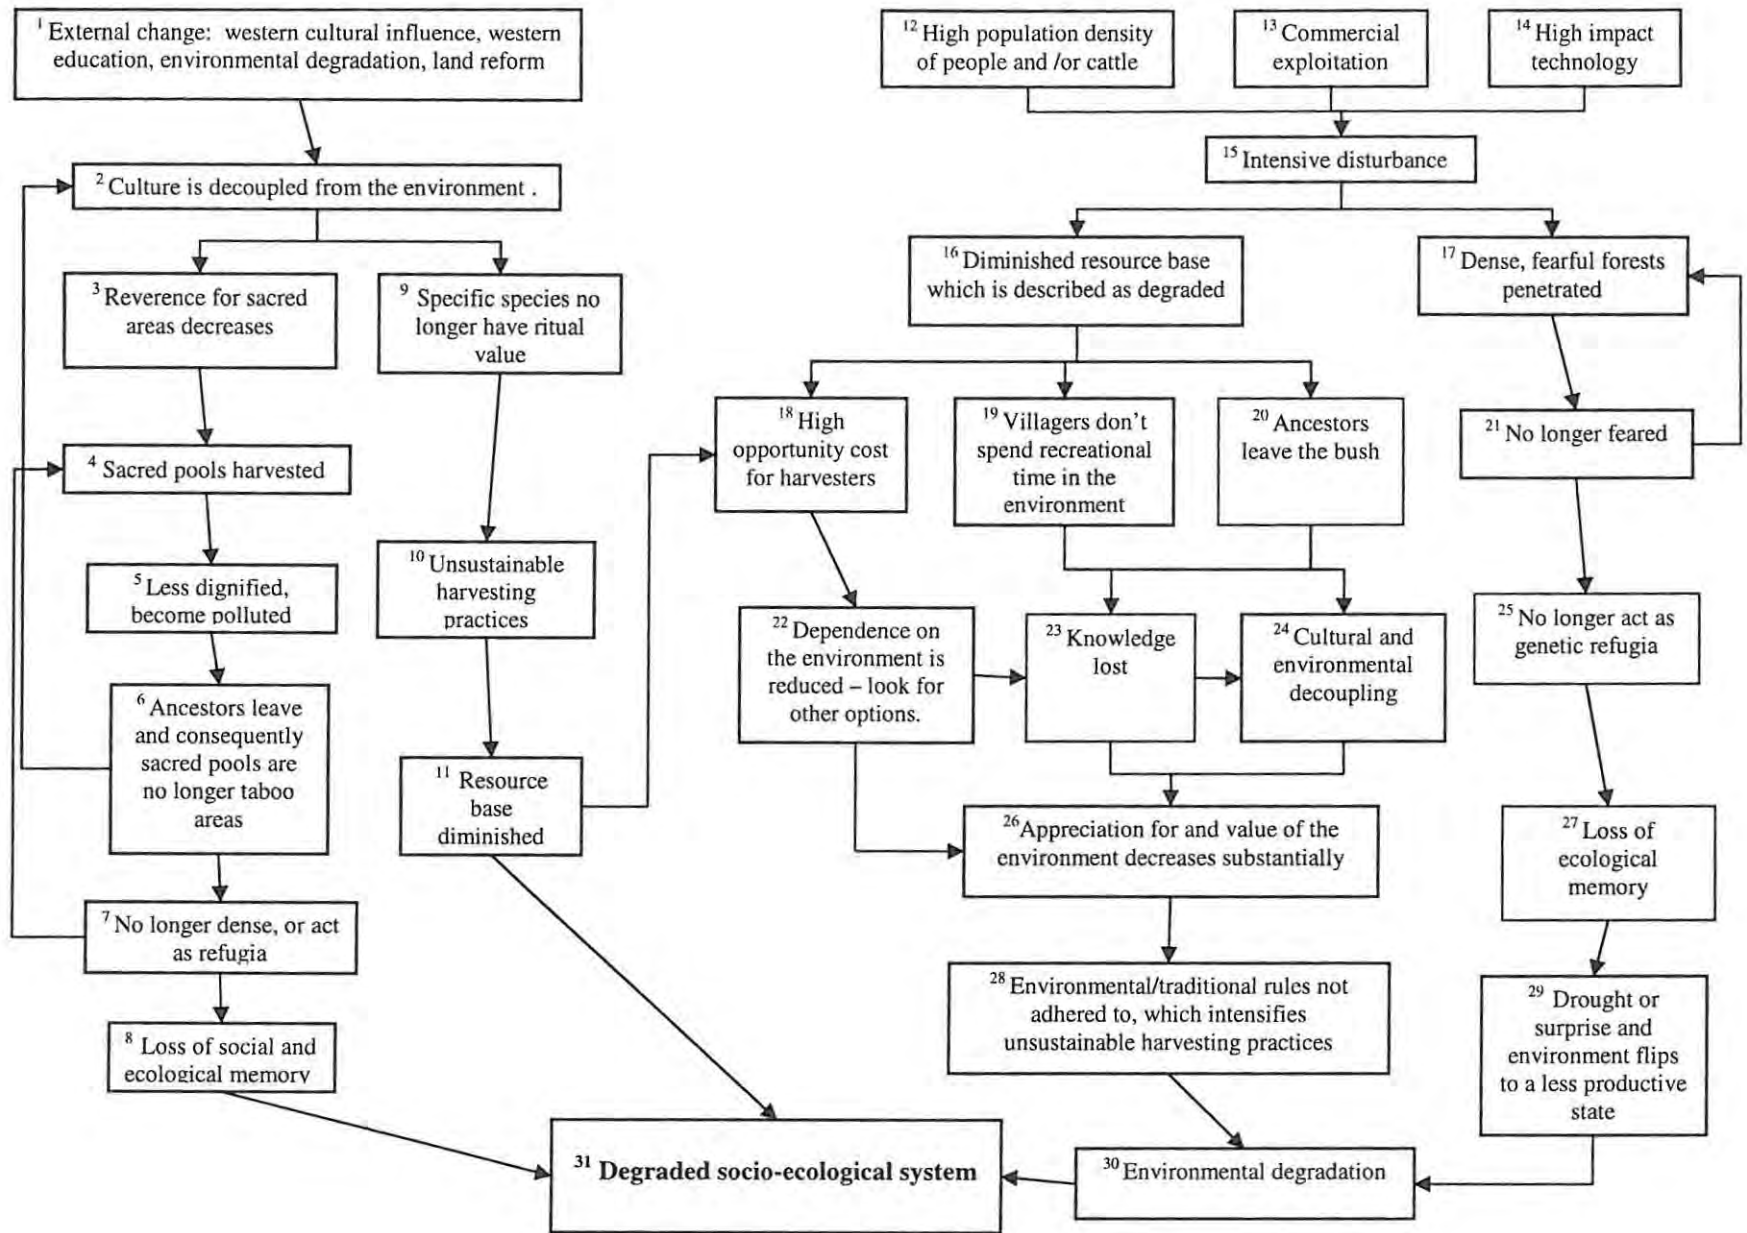 1 External change: western cultural influence, western
education, environmental degradation, land reform
2 Culture is decoupled from the environment .
3 Reverence for sacred
areas decreases
4 Sacred pools harvested
5 Less dignified,
become polluted
6 Ancestors leave
and consequently
sacred pools are
no longer taboo
areas
7 No longer dense, or act
as refugia
8 Loss of social and
ecological memory
9 Specific species no
longer have ritual
value
10 Unsustainable
harvesting
practices
11 Resource
base
diminished
12 High population density
of people and /or cattle
13 Commercial
exploitation
14 High impact
technology
15 Intensive disturbance
16 Diminished resource base
which is described as degraded
17 Dense, fearful forests
penetrated
18 High
opportunity cost
for harvesters
19 Villagers don't
spend recreational
time in the
environment
20 Ancestors
leave the bush
21 No longer feared
22 Dependence on
the environment is
reduced – look for
other options.
23 Knowledge
lost
24 Cultural and
environmental
decoupling
25 No longer act as
genetic refugia
26 Appreciation for and value of the
environment decreases substantially
27 Loss of
ecological
memory
28 Environmental/traditional rules not
adhered to, which intensifies
unsustainable harvesting practices
29 Drought or
surprise and
environment flips
to a less productive
state
30 Environmental degradation
31 Degraded socio-ecological system